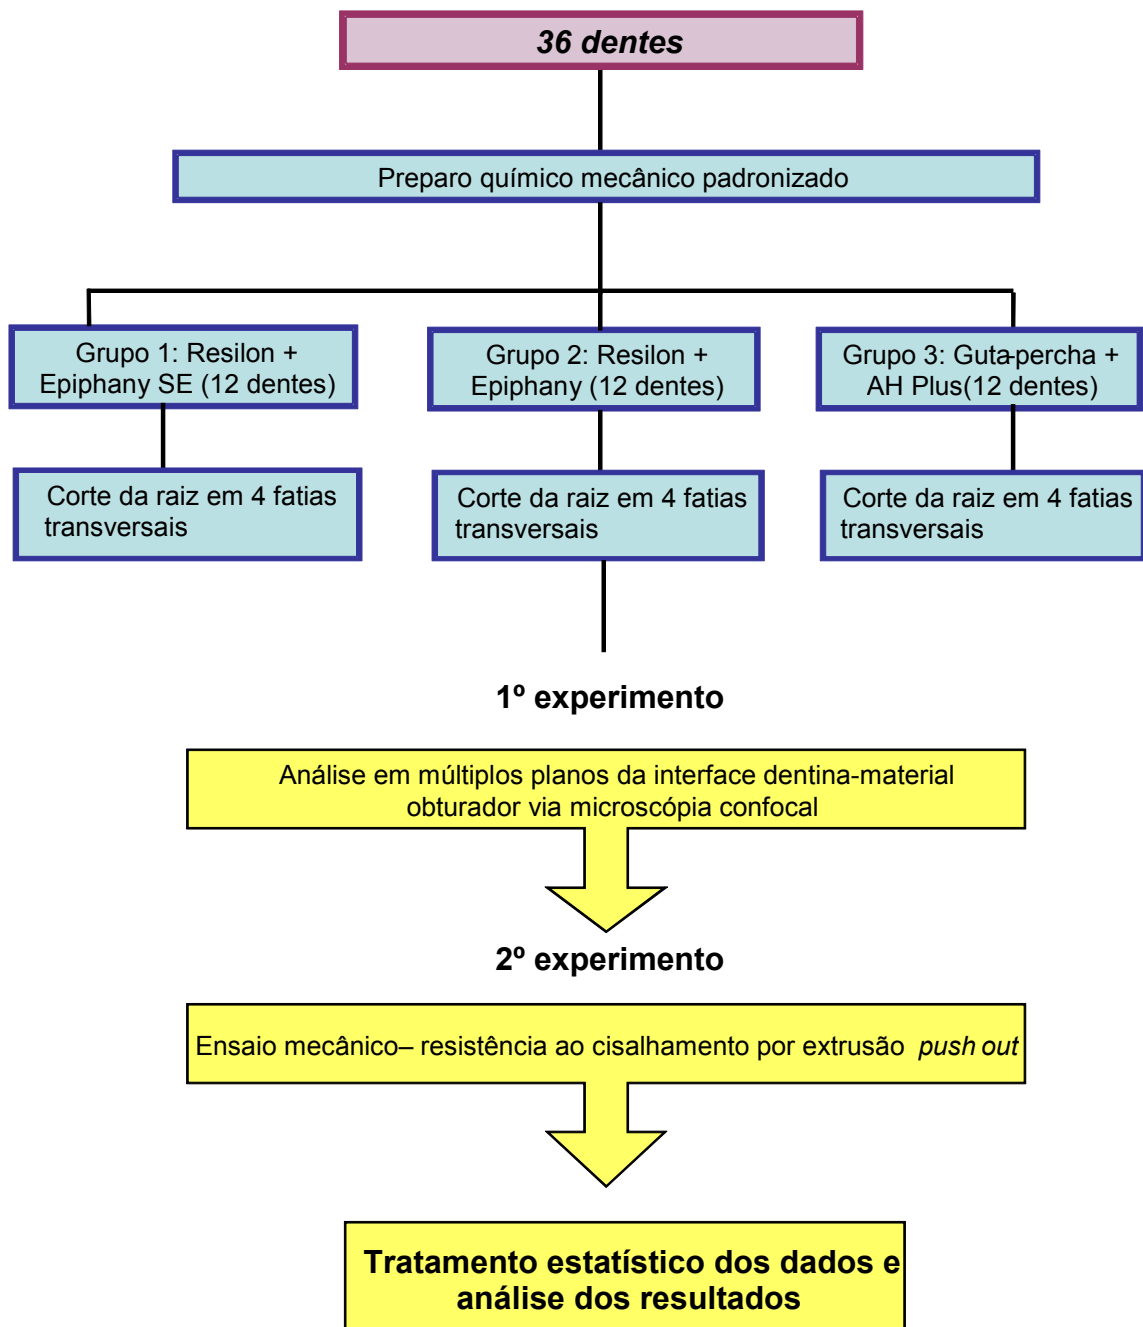 36 dentes
Preparo químico mecânico padronizado
Grupo 1: Resilon +
Epiphany SE (12 dentes)
Grupo 2: Resilon +
Epiphany (12 dentes)
Grupo 3: Guta-percha +
AH Plus(12 dentes)
Corte da raiz em 4 fatias
transversais
Corte da raiz em 4 fatias
transversais
Corte da raiz em 4 fatias
transversais
1º experimento
Análise em múltiplos planos da interface dentina-material
obturador via microscópia confocal
2º experimento
Ensaio mecânico– resistência ao cisalhamento por extrusão push out
Tratamento estatístico dos dados e
análise dos resultados